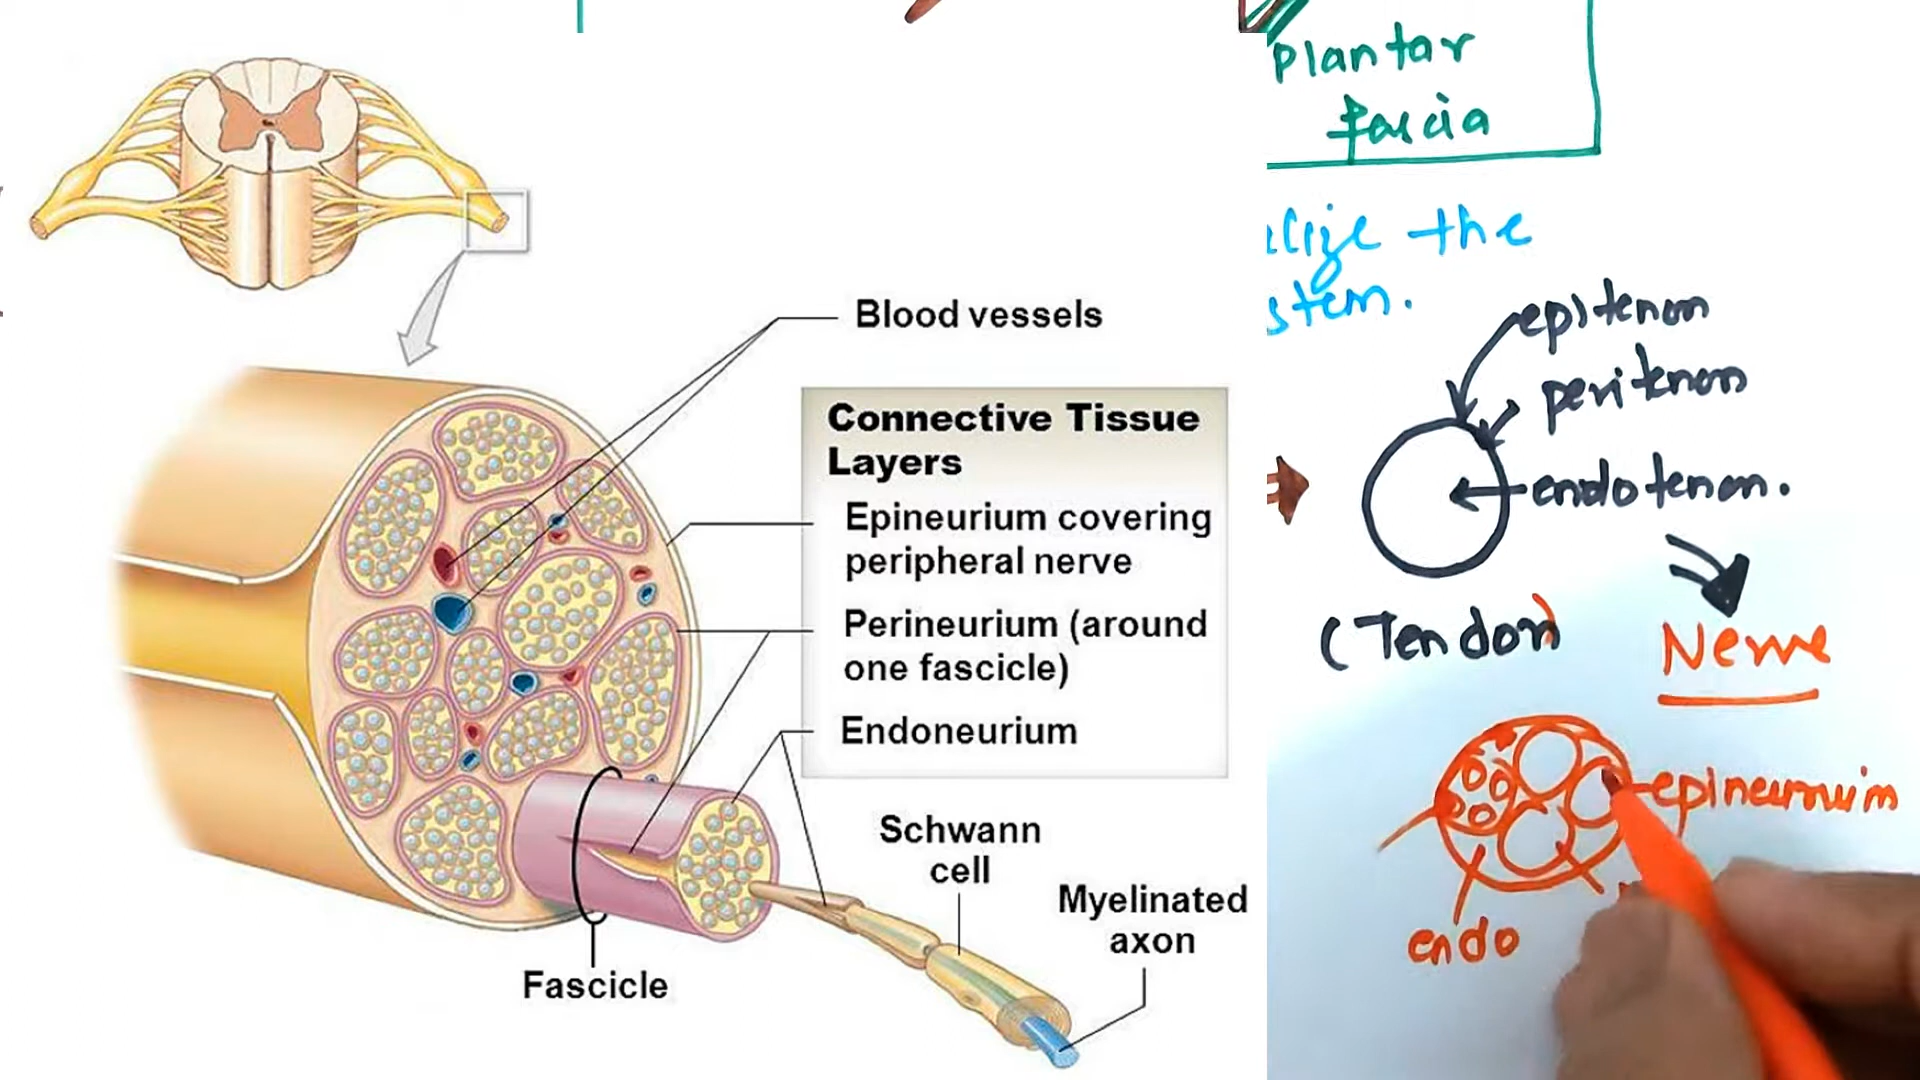 Blood vessels
Connective Tissue
Layers
Epineurium covering
peripheral nerve
Perineurium (around
one fascicle)
Endoneurium
Schwann
cell
Myelinated
axon
Fascicle
plantar
fascia
the
epitenon
peritenon
endotenon.
(Tendon)
Nerve
endo